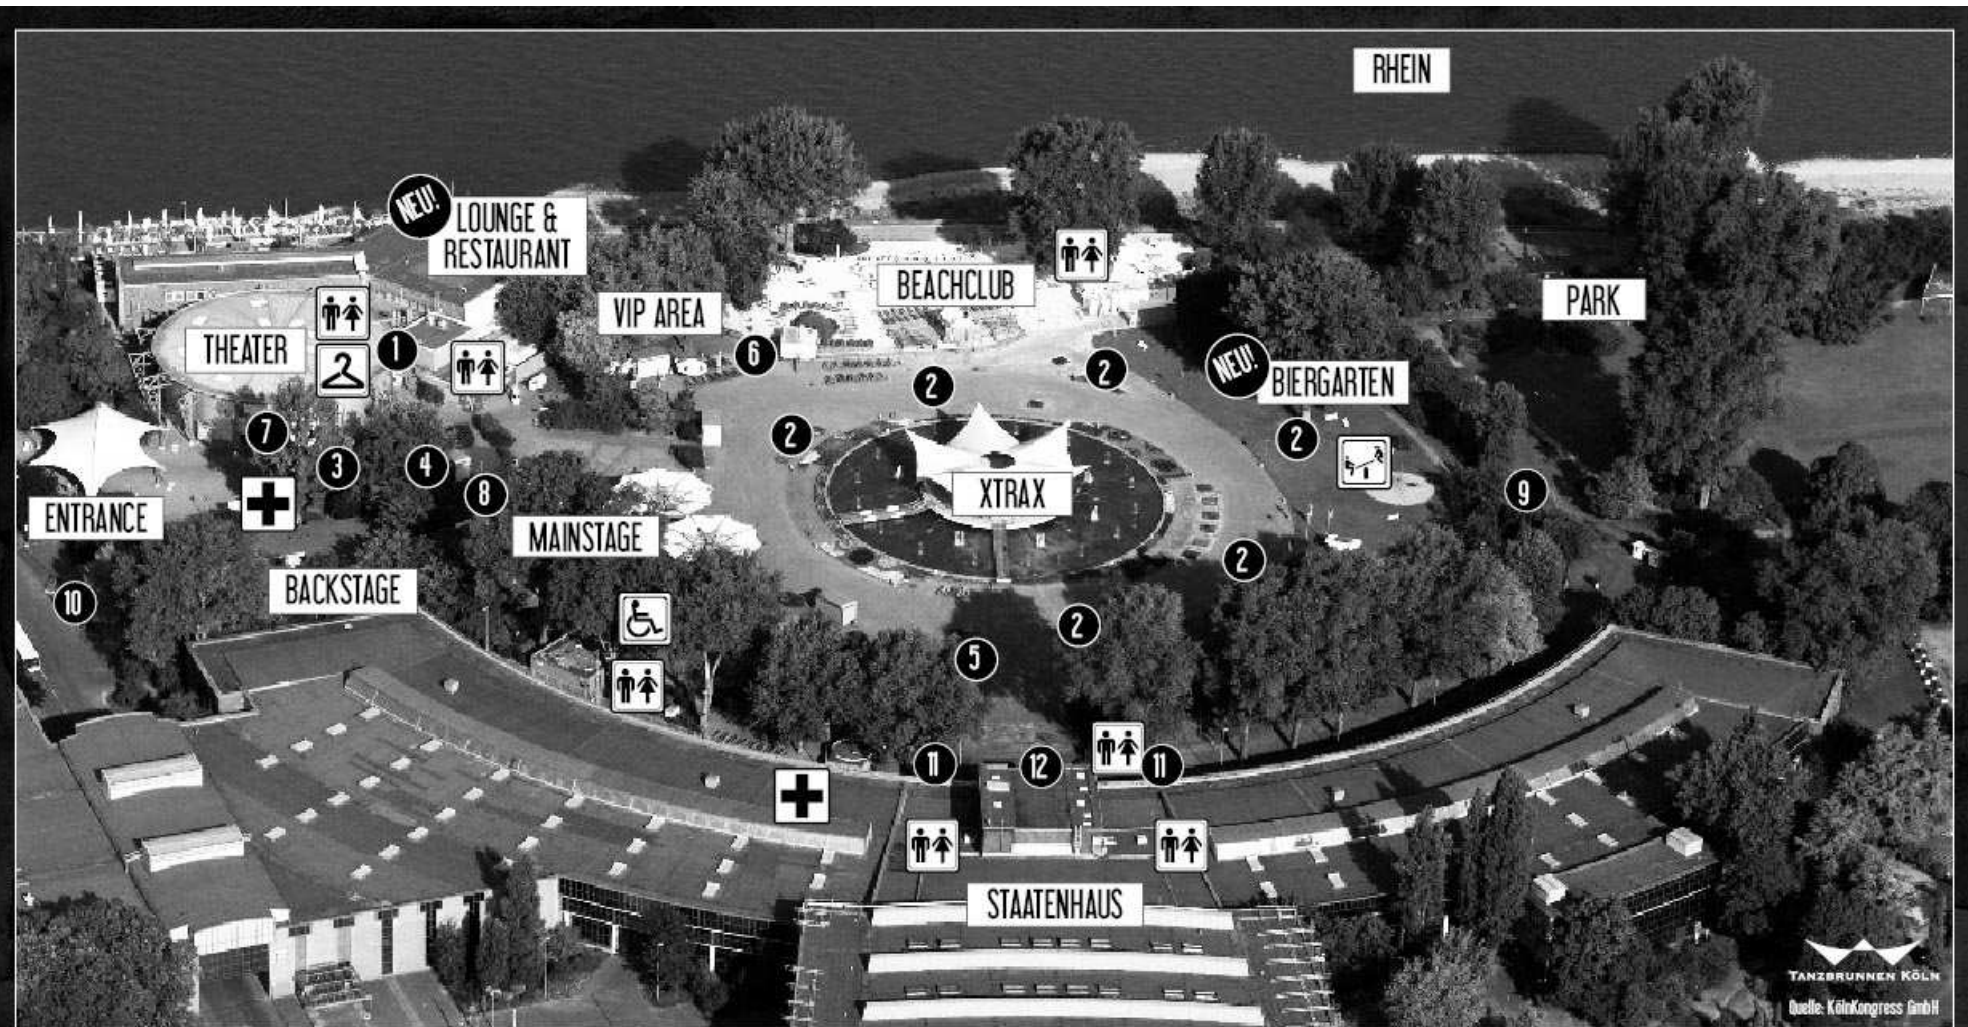 RHEIN
NEU!
LOUNGE &
RESTAURANT
BEACHCLUB
VIP AREA
PARK
THEATER
1
6
2
2
NEU!
BIERGARTEN
7
3
4
2
2
8
9
XTRAX
ENTRANCE
MAINSTAGE
BACKSTAGE
10
2
2
5
11
12
11
STAATENHAUS
TANZBRUNNEN KÖLN
Quelle: KölnKongress GmbH